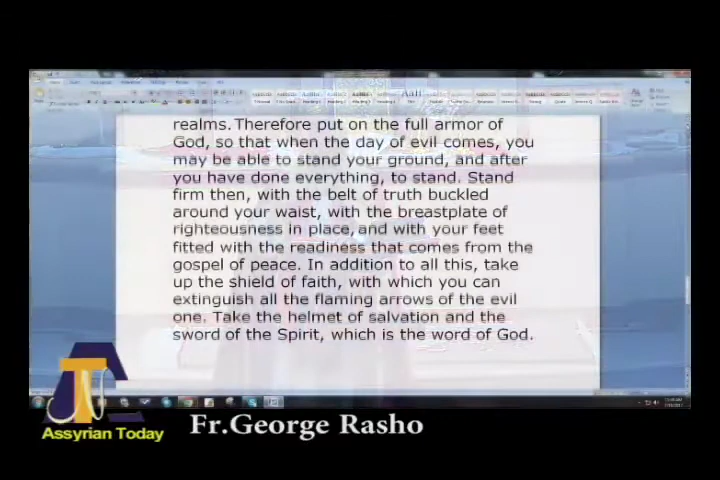 realms. Therefore put on the full armor of
God, so that when the day of evil comes, you
may be able to stand your ground, and after
you have done everything, to stand. Stand
firm then, with the belt of truth buckled
around your waist, with the breastplate of
righteousness in place, and with your feet
fitted with the readiness that comes from the
gospel of peace. In addition to all this, take
up the shield of faith, with which you can
extinguish all the flaming arrows of the evil
one. Take the helmet of salvation and the
sword of the Spirit, which is the word of God.
Assyrian Today
Fr.George Rasho